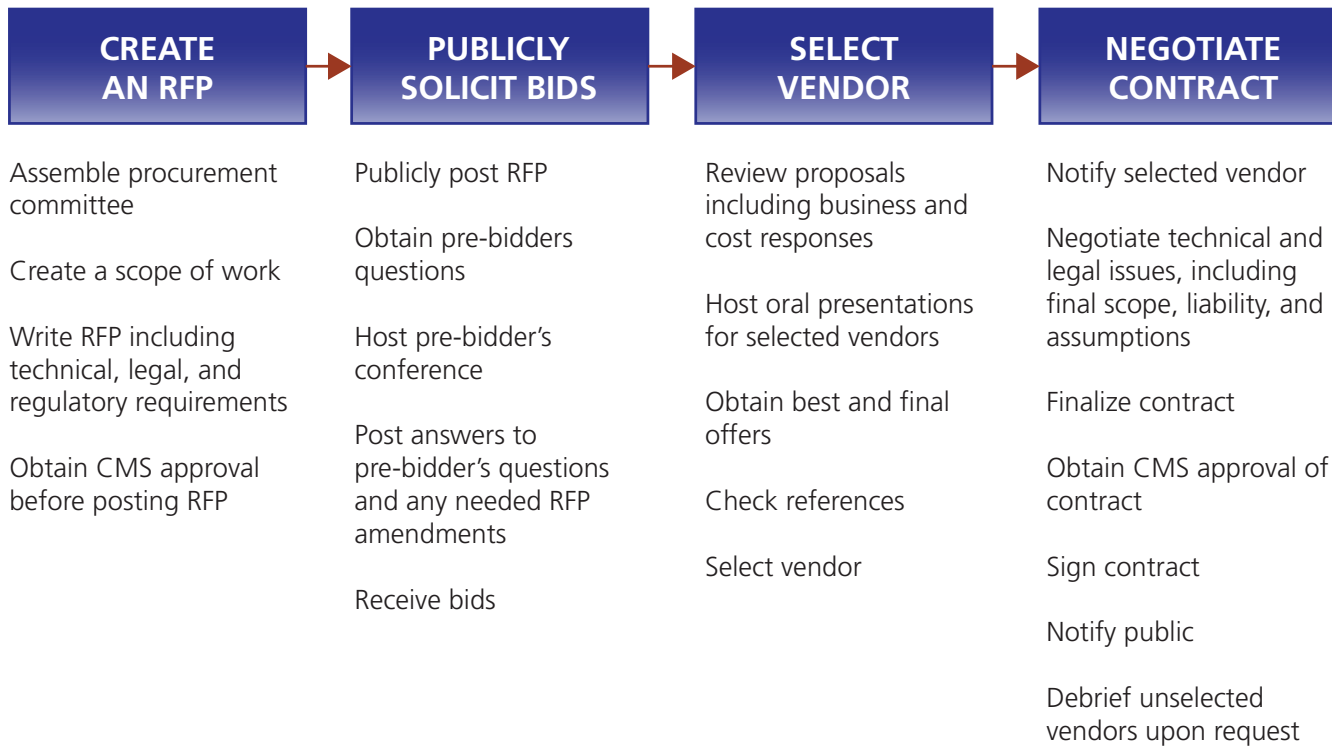 CREATE
AN RFP
Assemble procurement
committee
Create a scope of work
Write RFP including
technical, legal, and
regulatory requirements
Obtain CMS approval
before posting RFP
PUBLICLY
SOLICIT BIDS
Publicly post RFP
Obtain pre-bidders
questions
Host pre-bidder’s
conference
Post answers to
pre-bidder’s questions
and any needed RFP
amendments
Receive bids
SELECT
VENDOR
Review proposals
including business and
cost responses
Host oral presentations
for selected vendors
Obtain best and final
offers
Check references
Select vendor
NEGOTIATE
CONTRACT
Notify selected vendor
Negotiate technical and
legal issues, including
final scope, liability, and
assumptions
Finalize contract
Obtain CMS approval of
contract
Sign contract
Notify public
Debrief unselected
vendors upon request